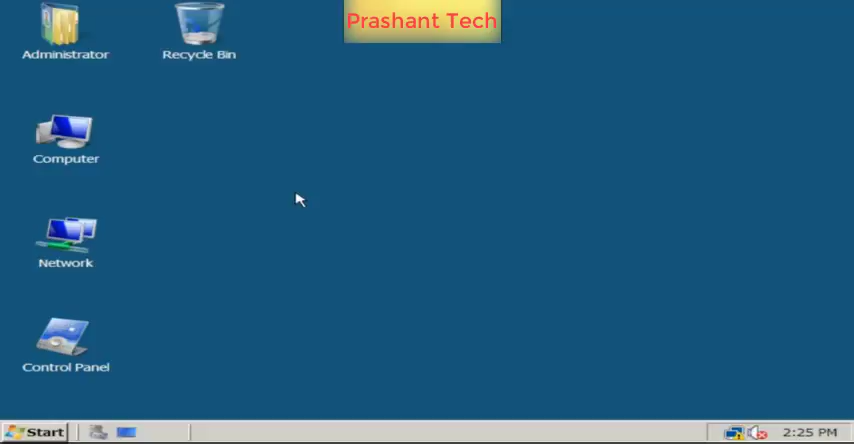 Prashant Tech
Administrator
Recycle Bin
Computer
Network
Control Panel
Start
2:25 PM